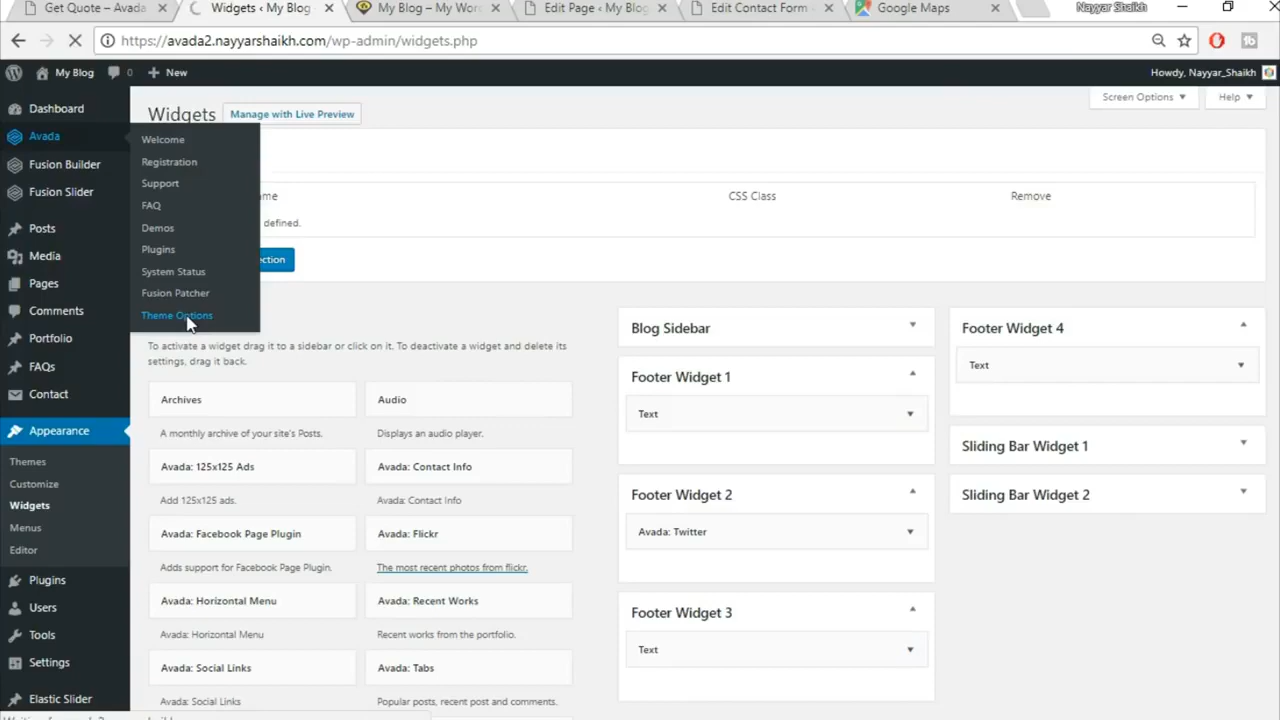 Get Quote – Avada
Widgets ‹ My Blog
My Blog – My Wor
Edit Page ‹ My Blo
Edit Contact Form
Google Maps
Nayyar Shaikh
https://avada2.nayyarshaikh.com/wp-admin/widgets.php
My Blog
0
New
Howdy, Nayyar_Shaikh
Dashboard
Avada
Fusion Builder
Fusion Slider
Posts
Media
Pages
Comments
Portfolio
FAQs
Contact
Appearance
Themes
Customize
Widgets
Menus
Editor
Plugins
Users
Tools
Settings
Elastic Slider
Welcome
Registration
Support
FAQ
Demos
Plugins
System Status
Fusion Patcher
Theme Options
Widgets
Manage with Live Preview
Screen Options
Help
CSS Class
Remove
defined.
To activate a widget drag it to a sidebar or click on it. To deactivate a widget and delete its
settings, drag it back.
Archives
A monthly archive of your site's Posts.
Audio
Displays an audio player.
Avada: 125x125 Ads
Add 125x125 ads.
Avada: Contact Info
Avada: Contact Info
Avada: Facebook Page Plugin
Adds support for Facebook Page Plugin.
Avada: Flickr
The most recent photos from flickr.
Avada: Horizontal Menu
Avada: Horizontal Menu
Avada: Recent Works
Recent works from the portfolio.
Avada: Social Links
Avada: Social Links
Avada: Tabs
Popular posts, recent post and comments.
Blog Sidebar
Footer Widget 1
Text
Footer Widget 2
Avada: Twitter
Footer Widget 3
Text
Footer Widget 4
Text
Sliding Bar Widget 1
Sliding Bar Widget 2